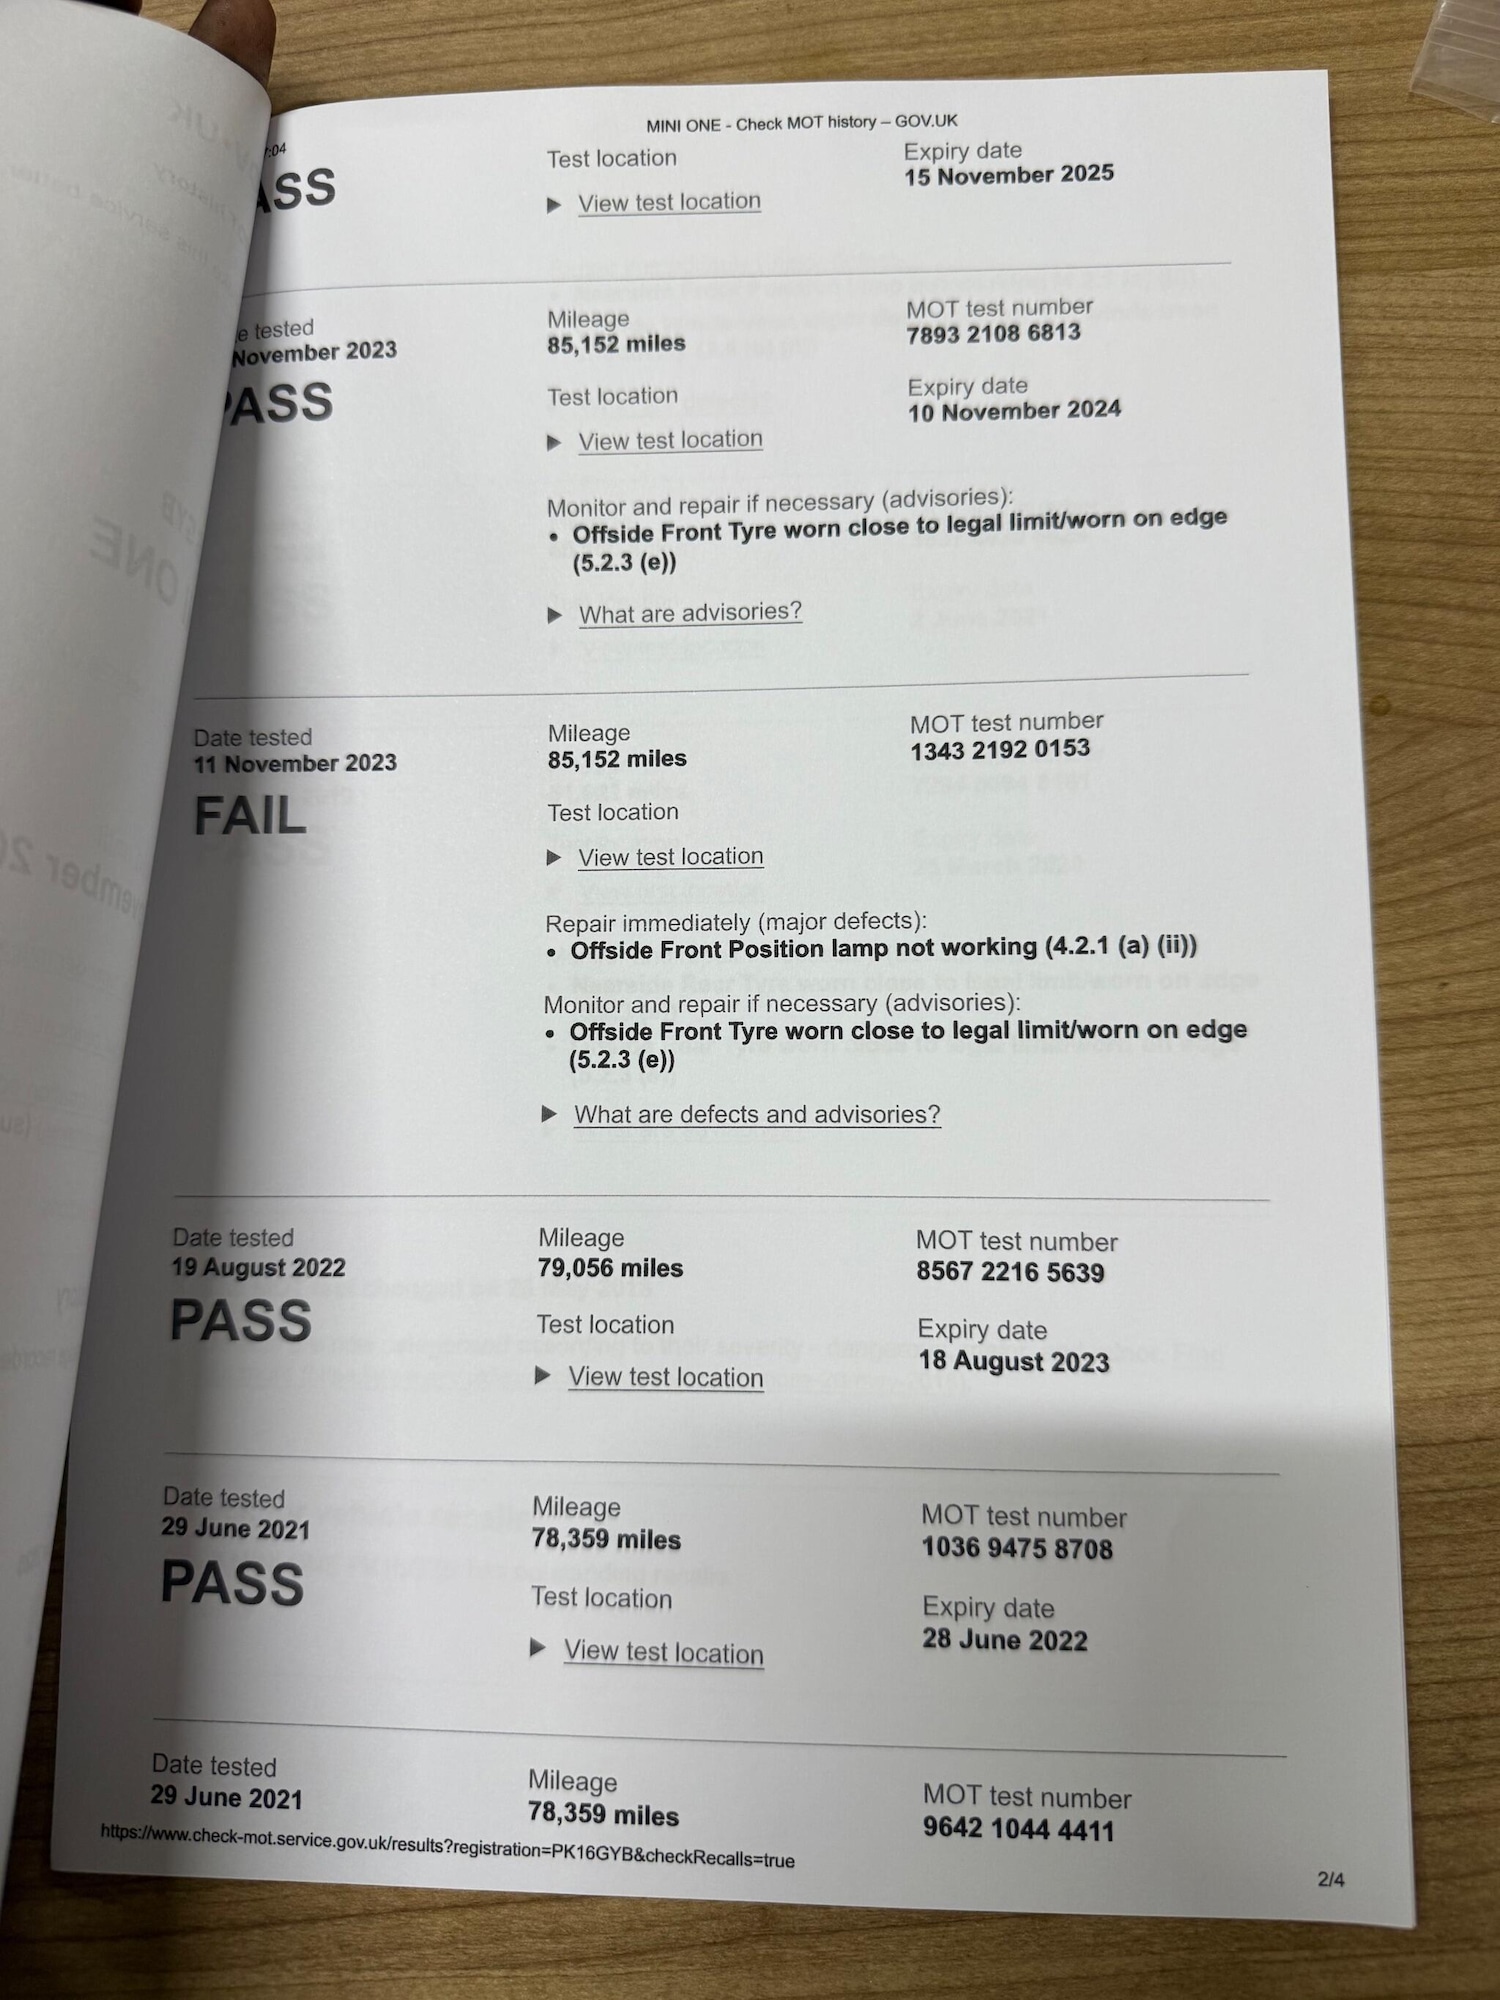 MINI ONE - Check MOT history – GOV.UK
:04
Test location
Expiry date
ASS
15 November 2025
View test location
e tested
Mileage
MOT test number
November 2023
85,152 miles
7893 2108 6813
PASS
Test location
Expiry date
10 November 2024
View test location
Monitor and repair if necessary (advisories):
• Offside Front Tyre worn close to legal limit/worn on edge
(5.2.3 (e))
What are advisories?
Date tested
Mileage
MOT test number
11 November 2023
85,152 miles
1343 2192 0153
FAIL
Test location
View test location
Repair immediately (major defects):
• Offside Front Position lamp not working (4.2.1 (a) (ii))
Monitor and repair if necessary (advisories):
• Offside Front Tyre worn close to legal limit/worn on edge
(5.2.3 (e))
What are defects and advisories?
Date tested
Mileage
MOT test number
19 August 2022
79,056 miles
8567 2216 5639
PASS
Test location
Expiry date
18 August 2023
View test location
Date tested
Mileage
MOT test number
29 June 2021
78,359 miles
1036 9475 8708
PASS
Test location
Expiry date
28 June 2022
View test location
Date tested
Mileage
MOT test number
29 June 2021
78,359 miles
9642 1044 4411
https://www.check-mot.service.gov.uk/results?registration=PK16GYB&checkRecalls=true
2/4